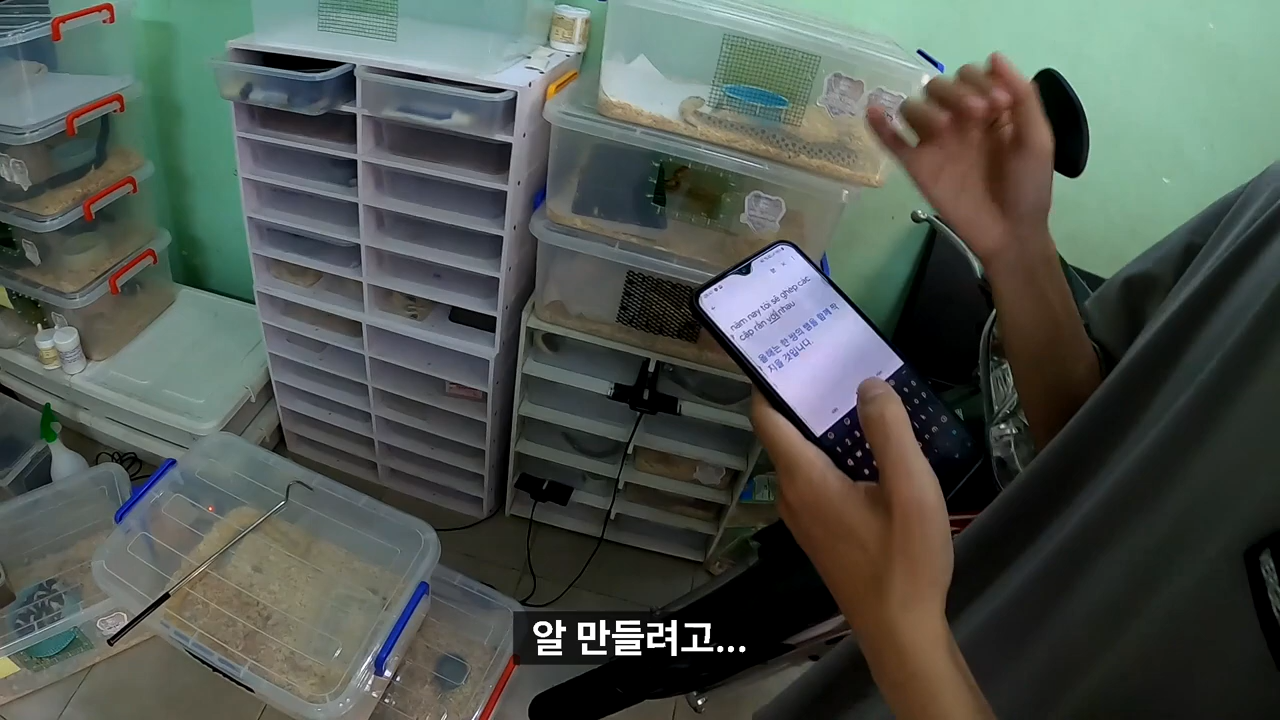 năm nay tôi sẽ ghép các
cặp rắn với nhau
올해는 한 쌍의 뱀을 함께 짝
지을 것입니다.
알 만들려고...